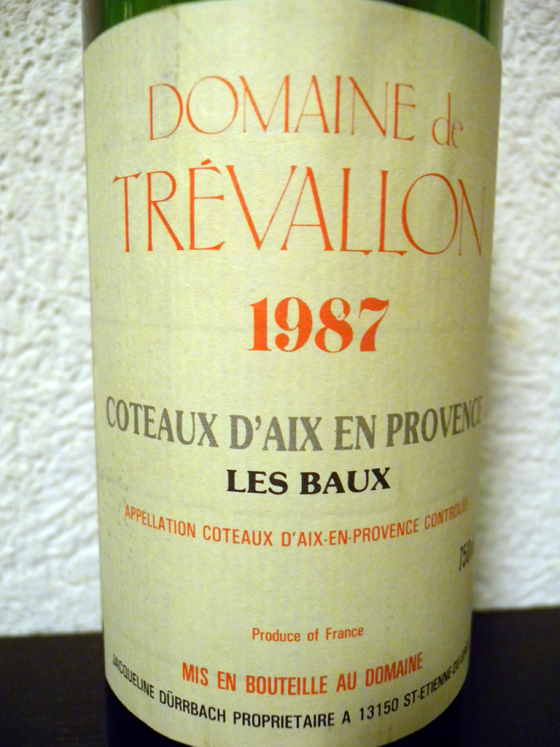 DOMAINE de
TRÉVALLON
1987
COTEAUX D'AIX EN PROVENCE
LES BAUX
APPELLATION COTEAUX D'AIX-EN-PROVENCE CONTROLÉE
Produce of France
MIS EN BOUTEILLE AU DOMAINE
JACQUELINE DÜRRBACH PROPRIETAIRE A 13150 ST-ETIENNE-DU-GRÈS